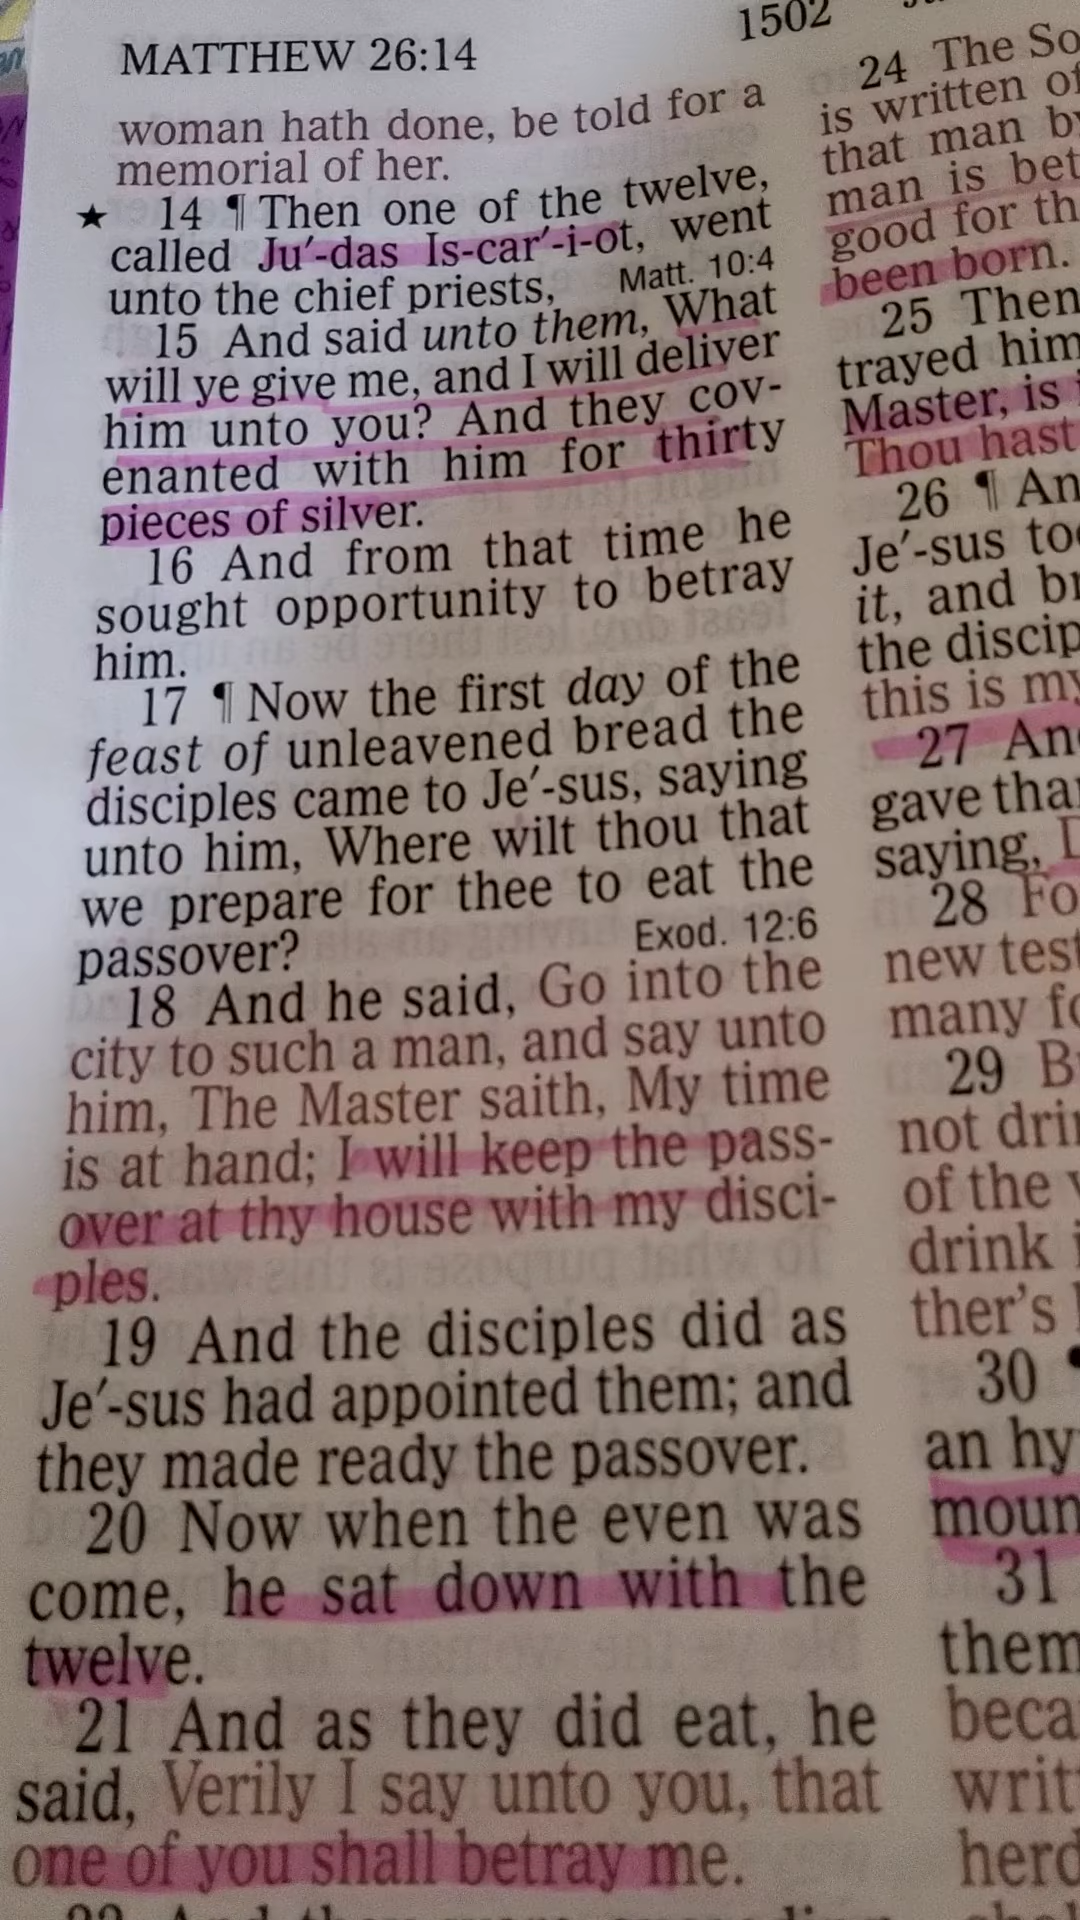 MATTHEW 26:14
1502
woman hath done, be told for a
memorial of her.
★ 14 ¶ Then one of the twelve,
called Ju′-das Is-car′-i-ot, went
unto the chief priests, Matt. 10:4
15 And said unto them, What
will ye give me, and I will deliver
him unto you? And they cov-
enanted with him for thirty
pieces of silver.
16 And from that time he
sought opportunity to betray
him.
17 ¶ Now the first day of the
feast of unleavened bread the
disciples came to Je′-sus, saying
unto him, Where wilt thou that
we prepare for thee to eat the
passover? Exod. 12:6
18 And he said, Go into the
city to such a man, and say unto
him, The Master saith, My time
is at hand; I will keep the pass-
over at thy house with my disci-
ples.
19 And the disciples did as
Je′-sus had appointed them; and
they made ready the passover.
20 Now when the even was
come, he sat down with the
twelve.
21 And as they did eat, he
said, Verily I say unto you, that
one of you shall betray me.
24 The So
is written of
that man by
man is bet
good for th
been born.
25 Then
trayed him
Master, is
Thou hast
26 ¶ An
Je′-sus too
it, and br
the discip
this is my
27 An
gave tha
saying,
28 Fo
new test
many fo
29 B
not dri
of the
drink i
ther's
30
an hy
moun
31
them
beca
writ
herd